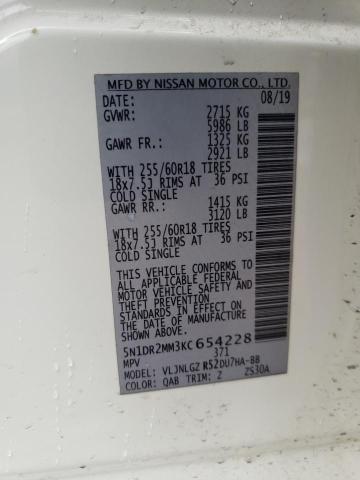 MFD BY NISSAN MOTOR CO., LTD.
DATE: 08/19
GVWR: 2715 KG
5986 LB
GAWR FR.: 1325 KG
2921 LB
WITH 255/60R18 TIRES
18x7.5J RIMS AT 36 PSI
COLD SINGLE
GAWR RR.: 1415 KG
3120 LB
WITH 255/60R18 TIRES
18x7.5J RIMS AT 36 PSI
COLD SINGLE
THIS VEHICLE CONFORMS TO
ALL APPLICABLE FEDERAL
MOTOR VEHICLE SAFETY AND
THEFT PREVENTION
STANDARDS IN EFFECT ON
THE DATE OF MANUFACTURE
SHOWN ABOVE.
5N1DR2MM3KC654228
MPV 371
MODEL: VLJNLGZ R52DU7HA-BB
COLOR: QAB TRIM: Z ZS30A